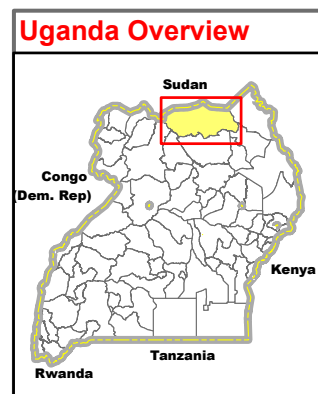 Uganda Overview
Sudan
Congo
(Dem. Rep)
Kenya
Tanzania
Rwanda